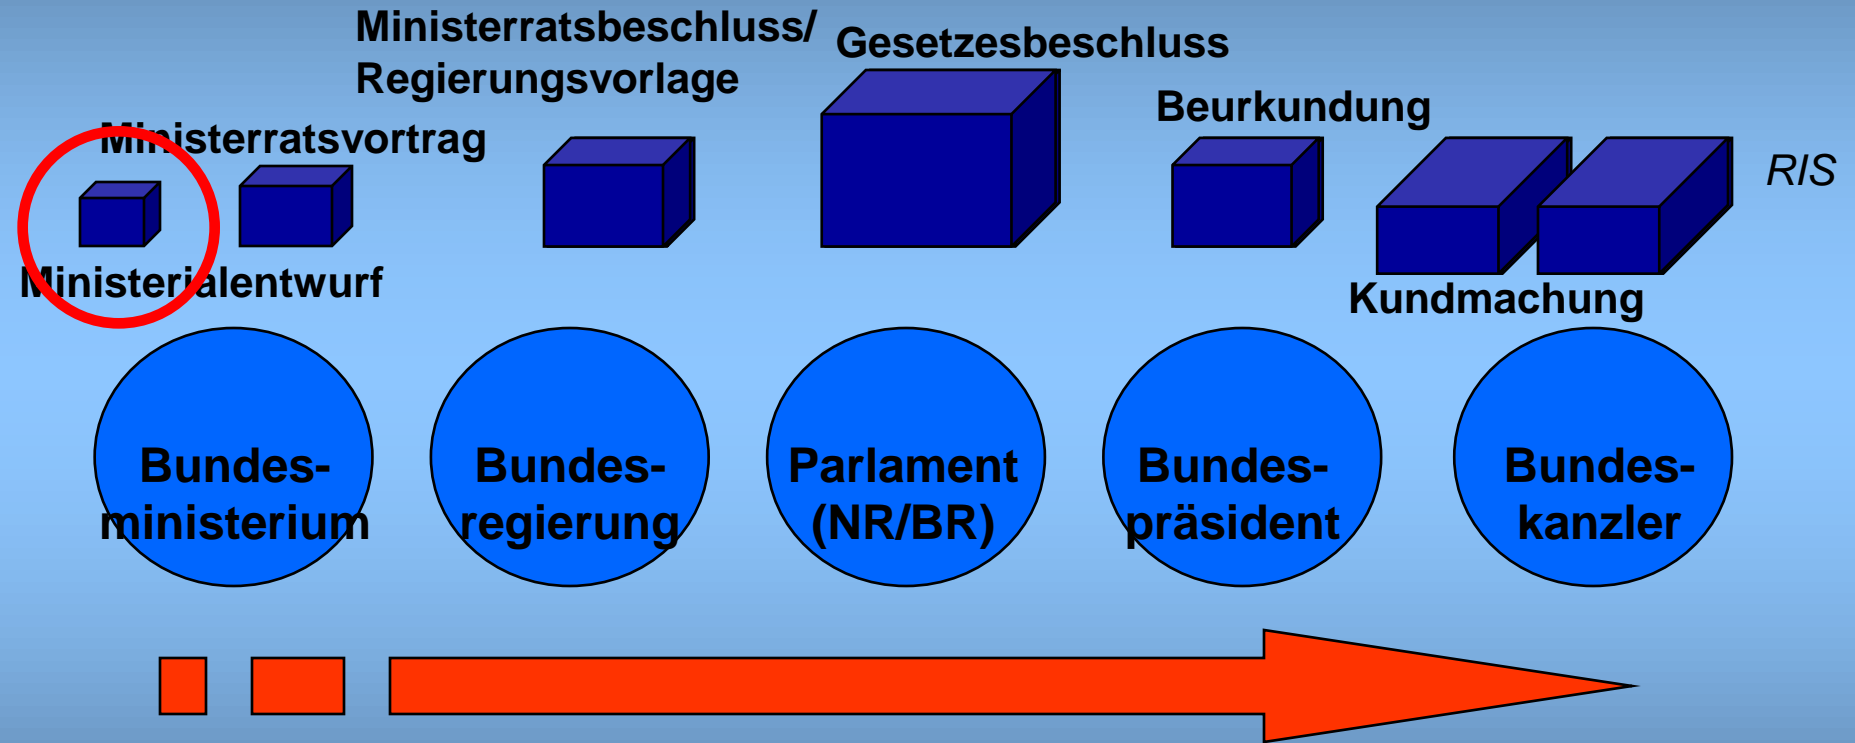 Ministerratsbeschluss/
Regierungsvorlage
Gesetzesbeschluss
Beurkundung
Ministerratsvortrag
RIS
Ministerialentwurf
Kundmachung
Bundes-
ministerium
Bundes-
regierung
Parlament
(NR/BR)
Bundes-
präsident
Bundes-
kanzler